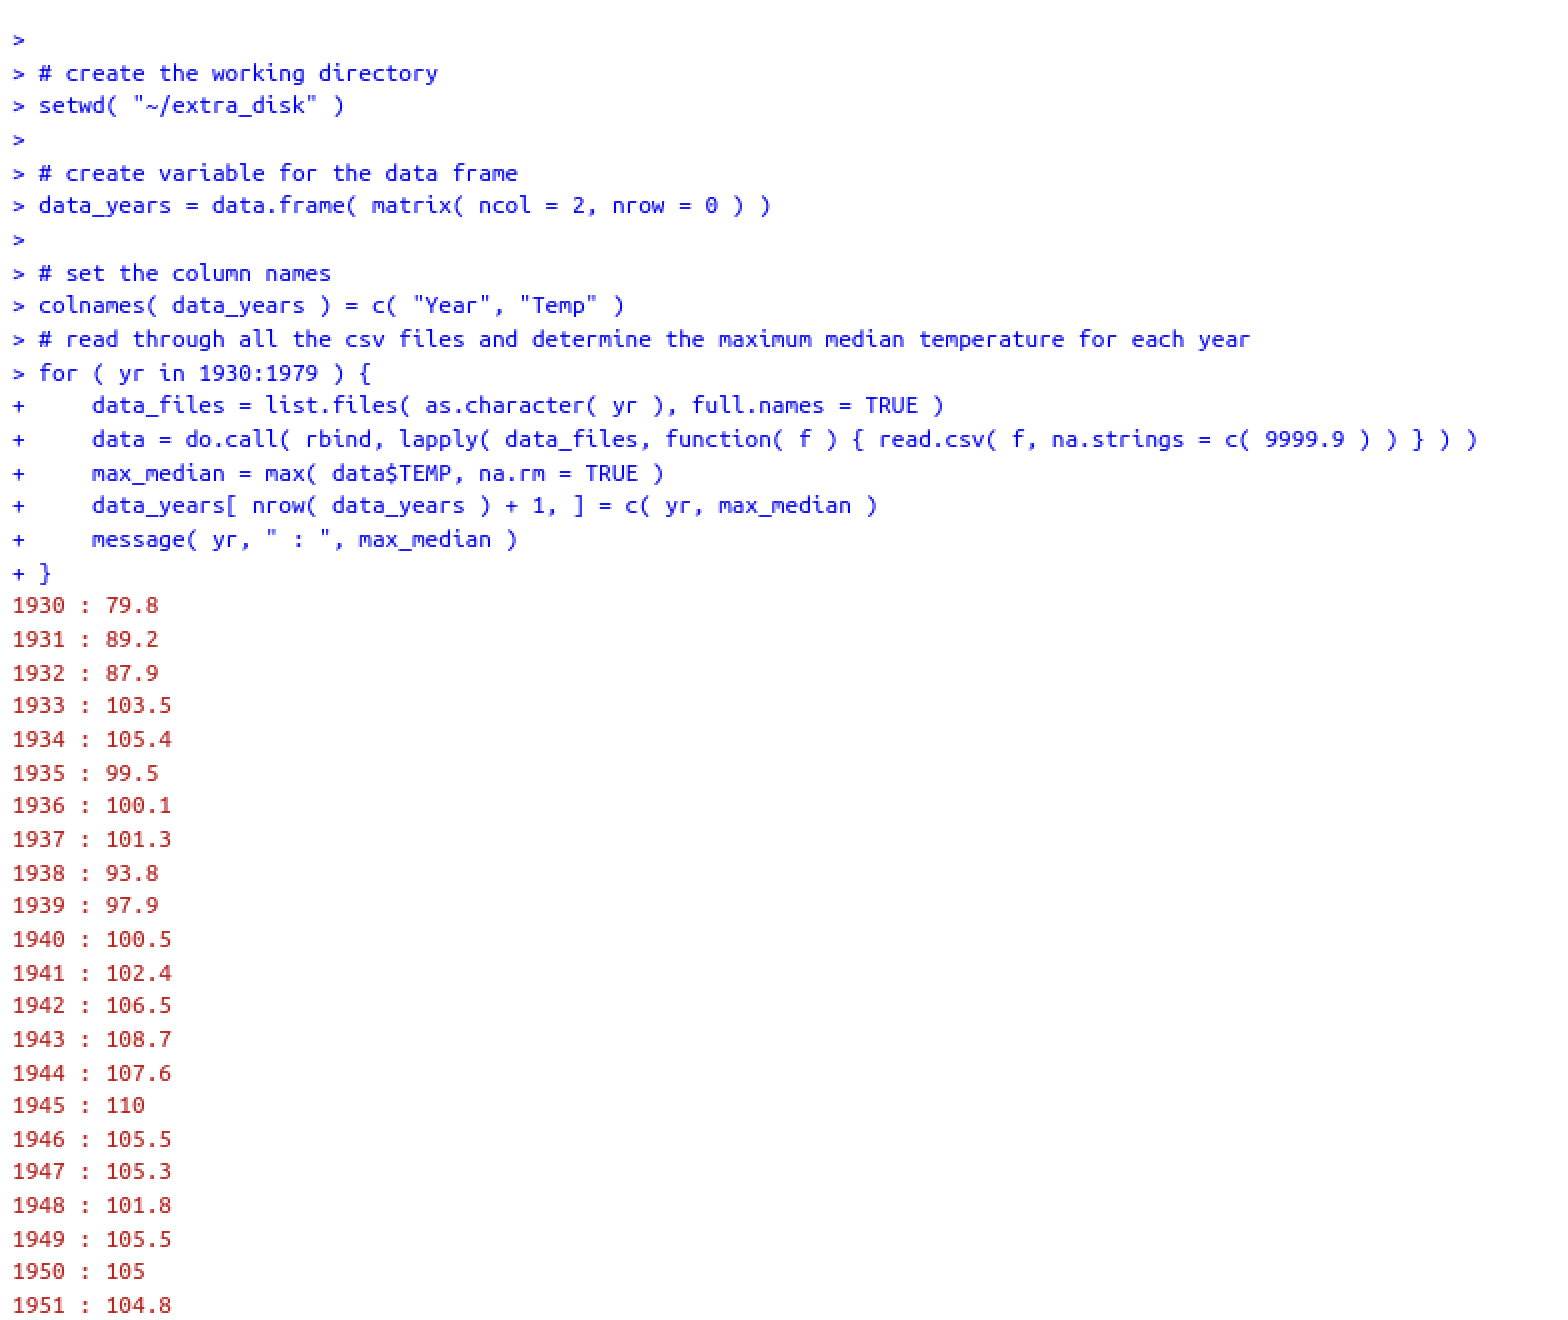 >
> # create the working directory
> setwd( "~/extra_disk" )
>
> # create variable for the data frame
> data_years = data.frame( matrix( ncol = 2, nrow = 0 ) )
>
> # set the column names
> colnames( data_years ) = c( "Year", "Temp" )
> # read through all the csv files and determine the maximum median temperature for each year
> for ( yr in 1930:1979 ) {
+     data_files = list.files( as.character( yr ), full.names = TRUE )
+     data = do.call( rbind, lapply( data_files, function( f ) { read.csv( f, na.strings = c( 9999.9 ) ) } ) )
+     max_median = max( data$TEMP, na.rm = TRUE )
+     data_years[ nrow( data_years ) + 1, ] = c( yr, max_median )
+     message( yr, " : ", max_median )
+ }
1930 : 79.8
1931 : 89.2
1932 : 87.9
1933 : 103.5
1934 : 105.4
1935 : 99.5
1936 : 100.1
1937 : 101.3
1938 : 93.8
1939 : 97.9
1940 : 100.5
1941 : 102.4
1942 : 106.5
1943 : 108.7
1944 : 107.6
1945 : 110
1946 : 105.5
1947 : 105.3
1948 : 101.8
1949 : 105.5
1950 : 105
1951 : 104.8